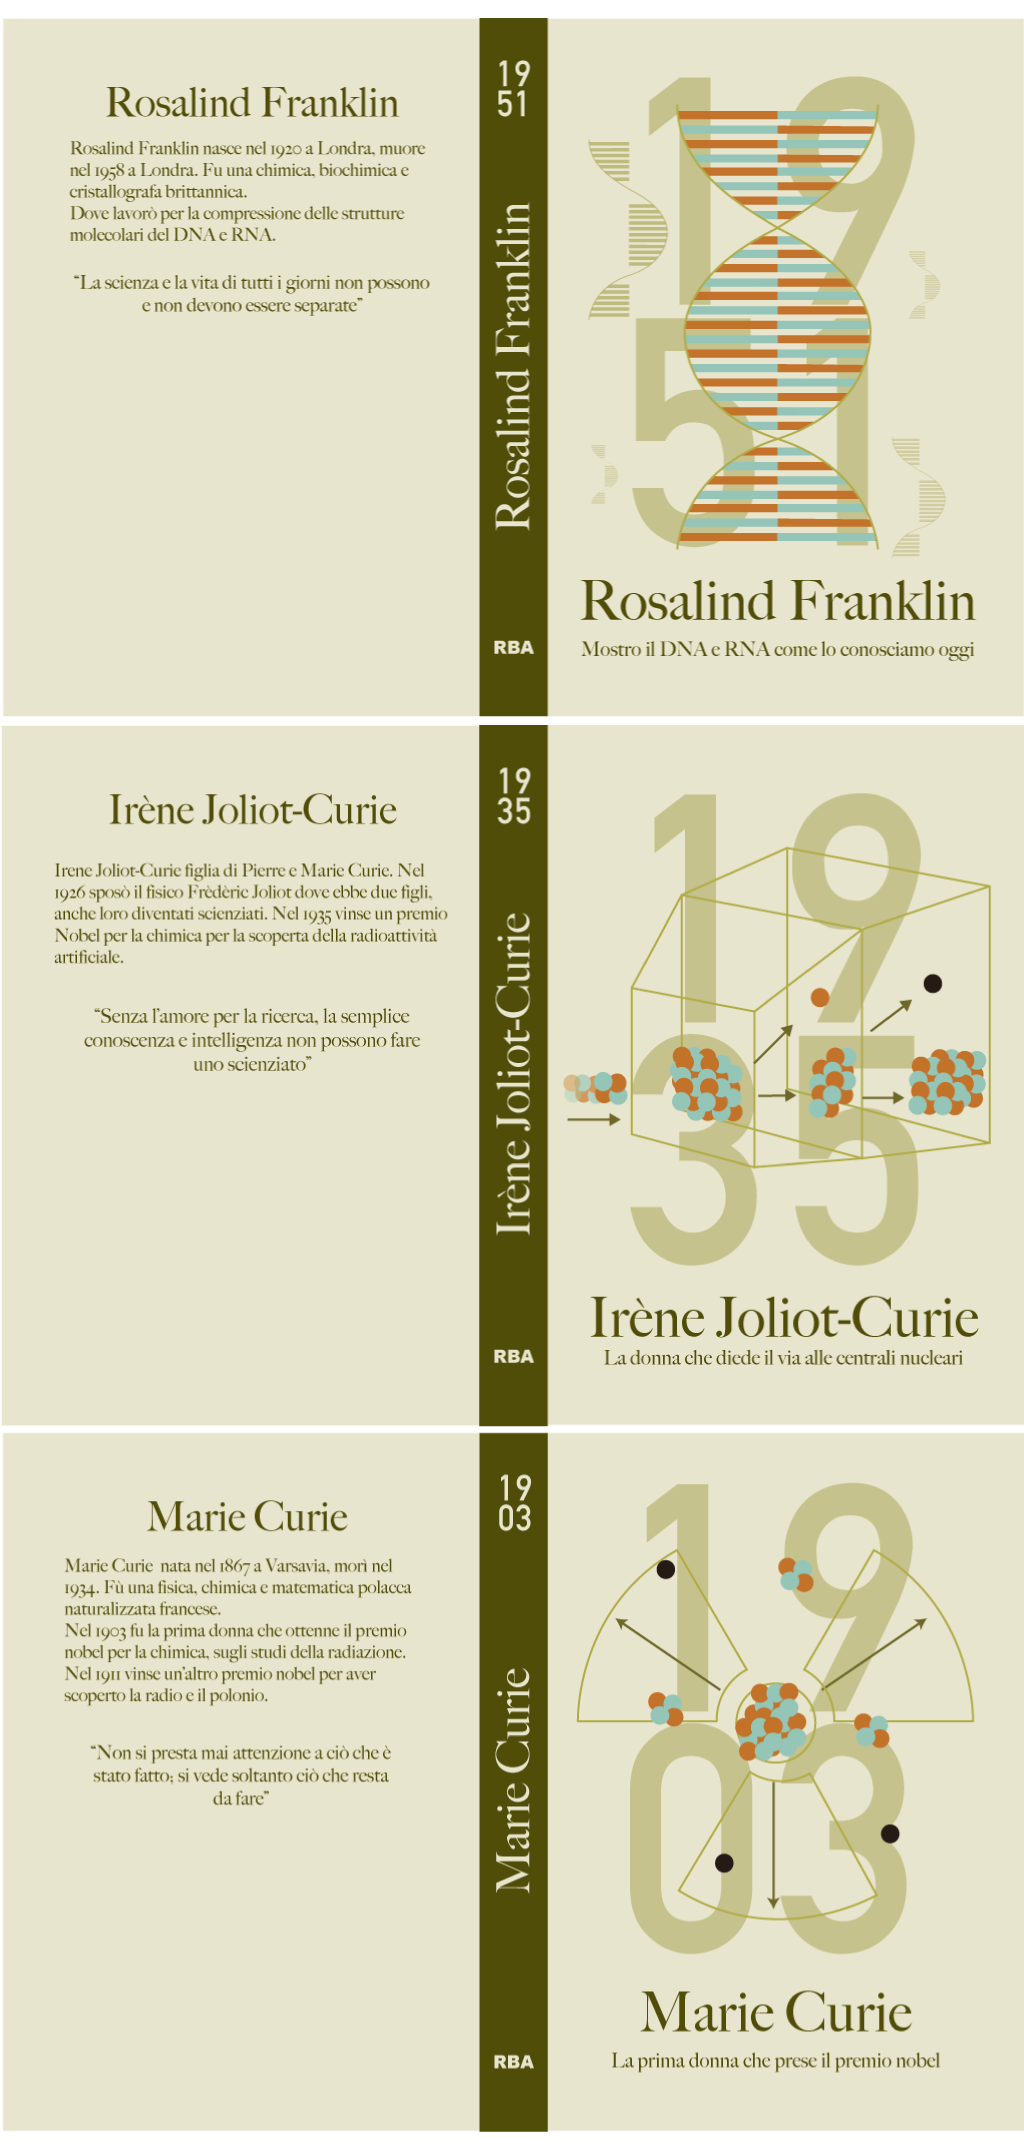 Rosalind Franklin
Rosalind Franklin nasce nel 1920 a Londra, muore
nel 1958 a Londra. Fu una chimica, biochimica e
cristallografa brittannica.
Dove lavorò per la compressione delle strutture
molecolari del DNA e RNA.
“La scienza e la vita di tutti i giorni non possono
e non devono essere separate”
19
51
Rosalind Franklin
RBA
19
51
Rosalind Franklin
Mostro il DNA e RNA come lo conosciamo oggi
Irène Joliot-Curie
Irene Joliot-Curie figlia di Pierre e Marie Curie. Nel
1926 sposò il fisico Frèdèric Joliot dove ebbe due figli,
anche loro diventati scienziati. Nel 1935 vinse un premio
Nobel per la chimica per la scoperta della radioattività
artificiale.
“Senza l’amore per la ricerca, la semplice
conoscenza e intelligenza non possono fare
uno scienziato”
19
35
Irène Joliot-Curie
RBA
19
35
Irène Joliot-Curie
La donna che diede il via alle centrali nucleari
Marie Curie
Marie Curie nata nel 1867 a Varsavia, morì nel
1934. Fù una fisica, chimica e matematica polacca
naturalizzata francese.
Nel 1903 fu la prima donna che ottenne il premio
nobel per la chimica, sugli studi della radiazione.
Nel 1911 vinse un’altro premio nobel per aver
scoperto la radio e il polonio.
“Non si presta mai attenzione a ciò che è
stato fatto; si vede soltanto ciò che resta
da fare”
19
03
Marie Curie
RBA
19
03
Marie Curie
La prima donna che prese il premio nobel